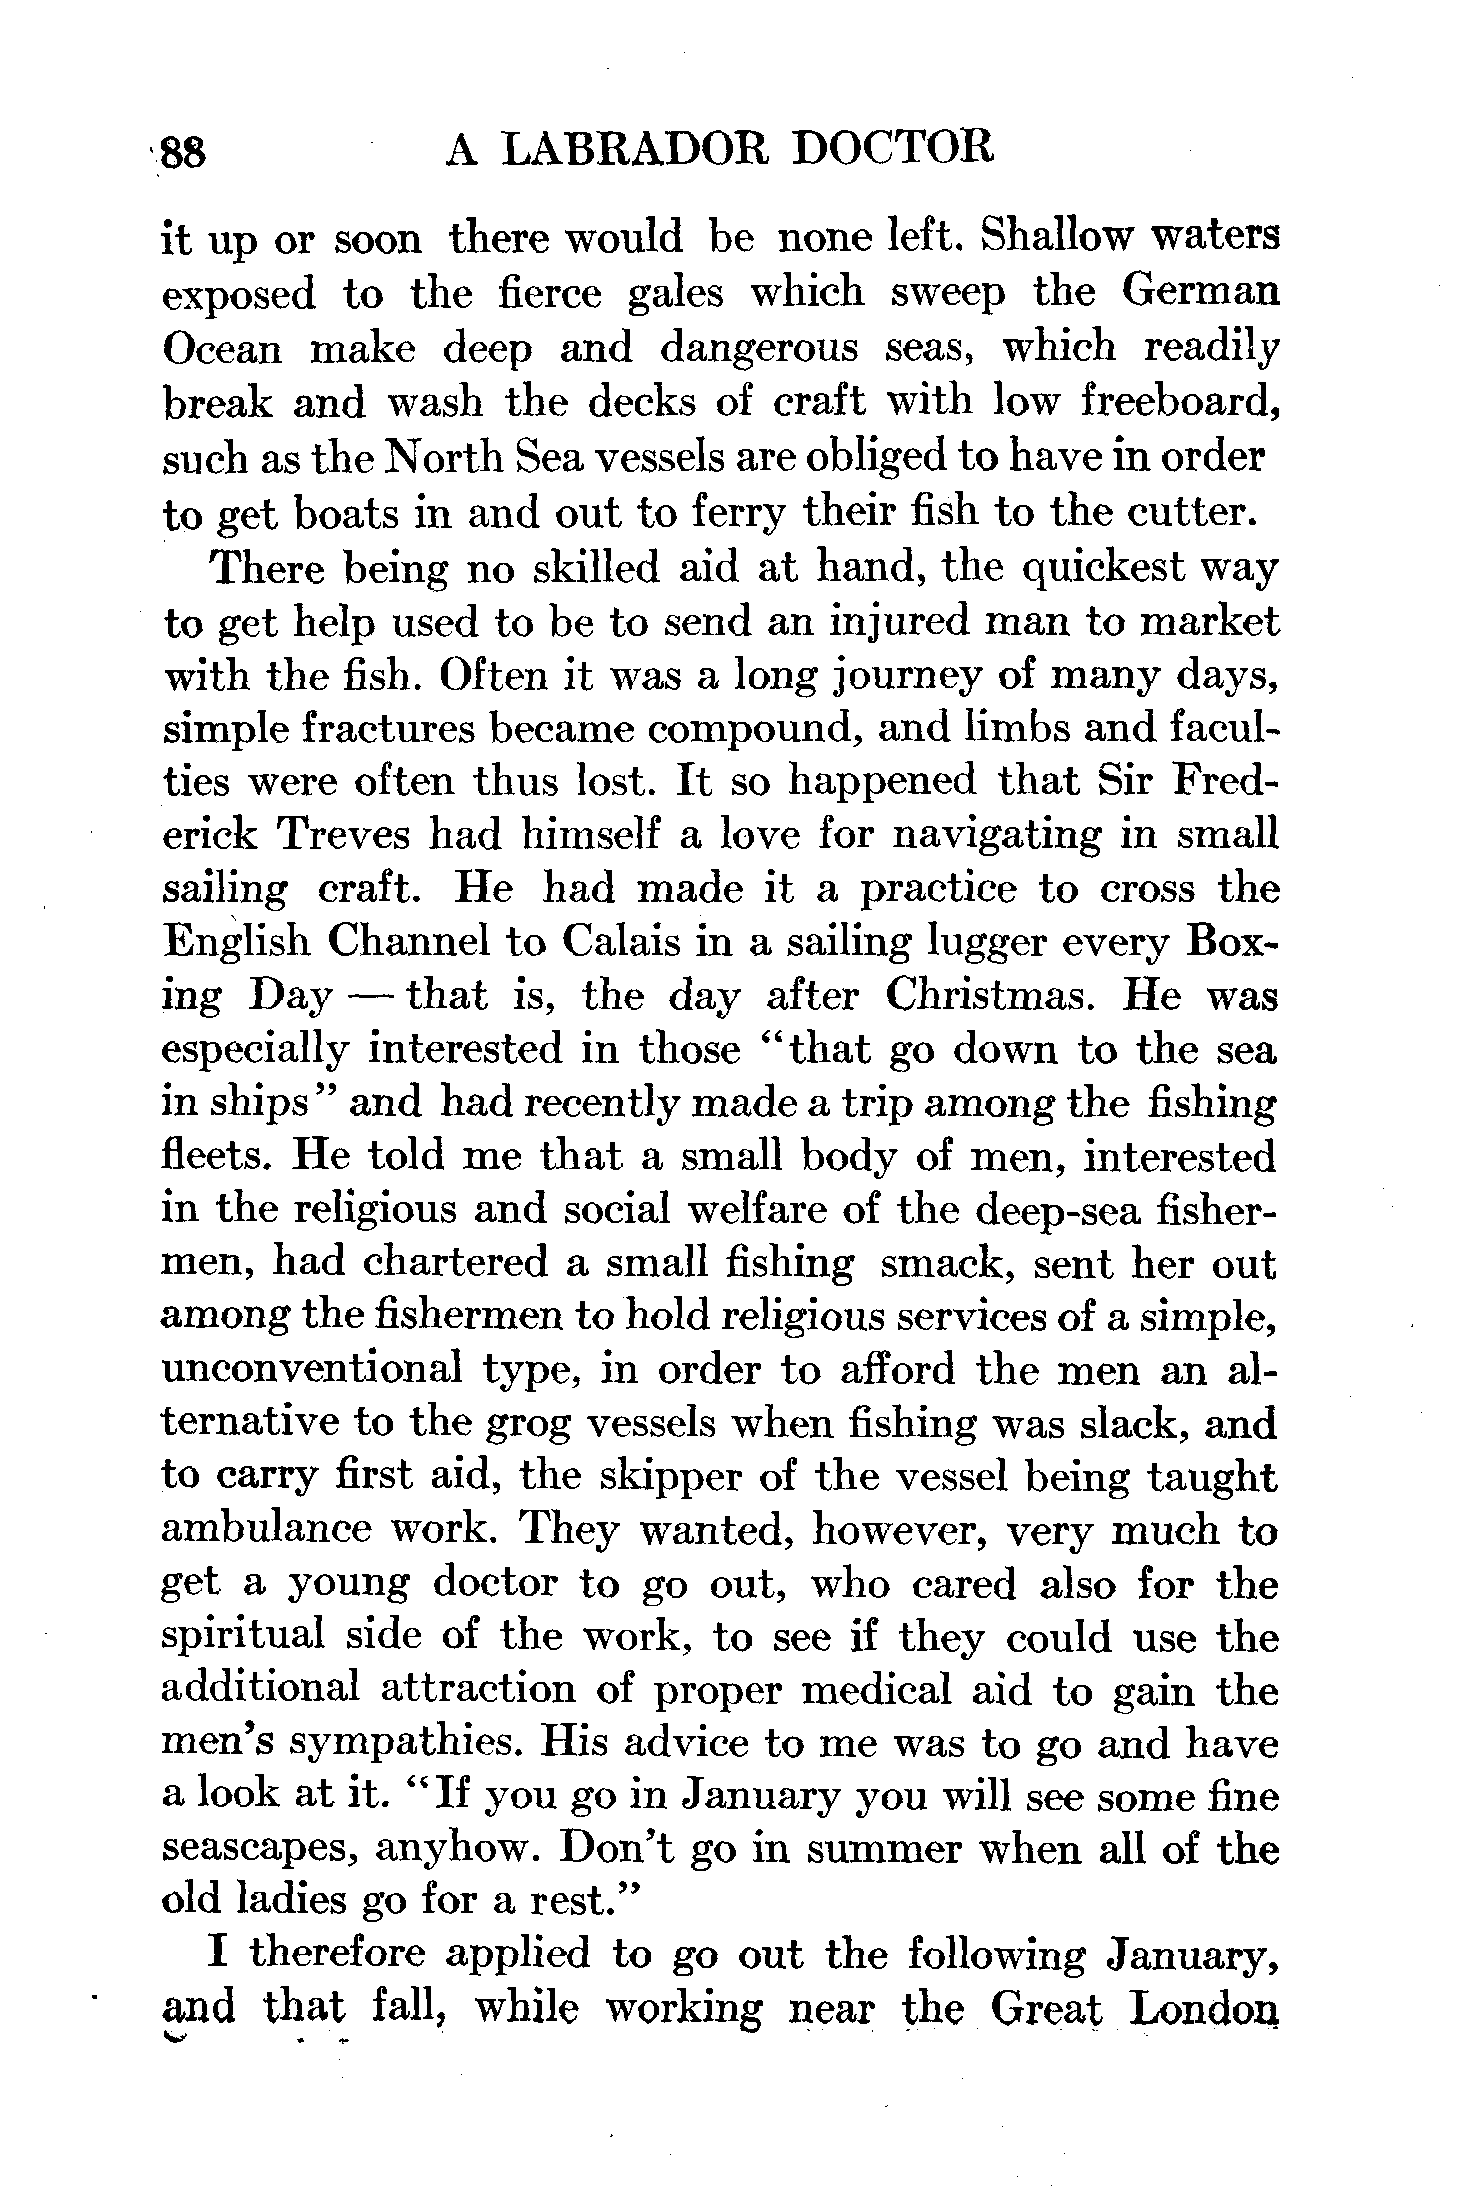 88 A LABRADOR DOCTOR
it up or soon there would be none left. Shallow waters
exposed to the fierce gales which sweep the German
Ocean make deep and dangerous seas, which readily
break and wash the decks of craft with low freeboard,
such as the North Sea vessels are obliged to have in order
to get boats in and out to ferry their fish to the cutter.
There being no skilled aid at hand, the quickest way
to get help used to be to send an injured man to market
with the fish. Often it was a long journey of many days,
simple fractures became compound, and limbs and facul-
ties were often thus lost. It so happened that Sir Fred-
erick Treves had himself a love for navigating in small
sailing craft. He had made it a practice to cross the
English Channel to Calais in a sailing lugger every Box-
ing Day — that is, the day after Christmas. He was
especially interested in those "that go down to the sea
in ships" and had recently made a trip among the fishing
fleets. He told me that a small body of men, interested
in the religious and social welfare of the deep-sea fisher-
men, had chartered a small fishing smack, sent her out
among the fishermen to hold religious services of a simple,
unconventional type, in order to afford the men an al-
ternative to the grog vessels when fishing was slack, and
to carry first aid, the skipper of the vessel being taught
ambulance work. They wanted, however, very much to
get a young doctor to go out, who cared also for the
spiritual side of the work, to see if they could use the
additional attraction of proper medical aid to gain the
men's sympathies. His advice to me was to go and have
a look at it. "If you go in January you will see some fine
seascapes, anyhow. Don't go in summer when all of the
old ladies go for a rest."
I therefore applied to go out the following January,
and that fall, while working near the Great London